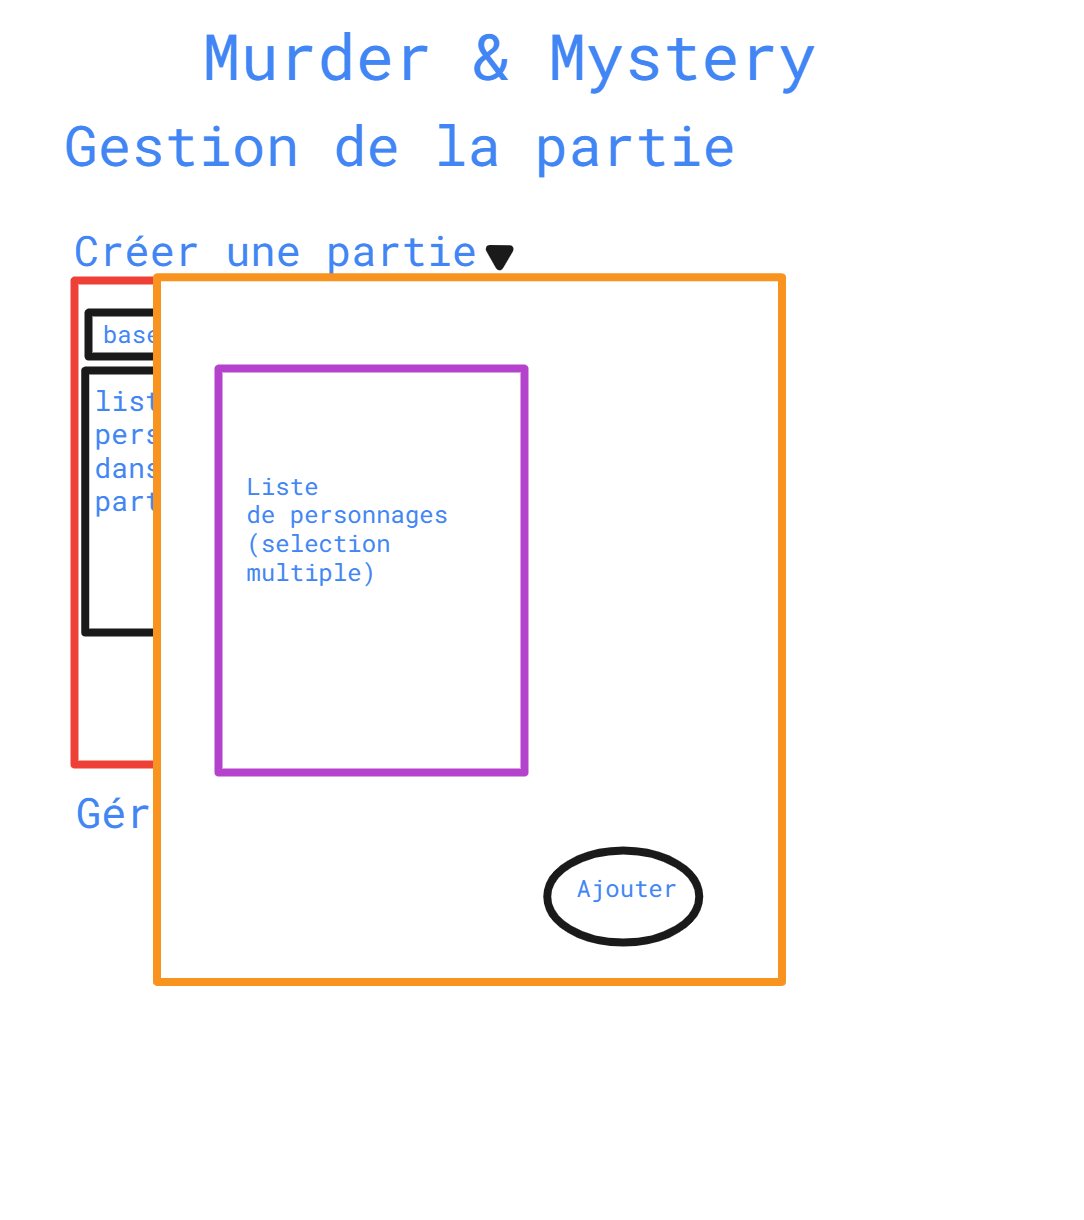 Murder & Mystery
Gestion de la partie
Créer une partie
base
list
pers
dans
part
Liste
de personnages
(selection
multiple)
Gér
Ajouter